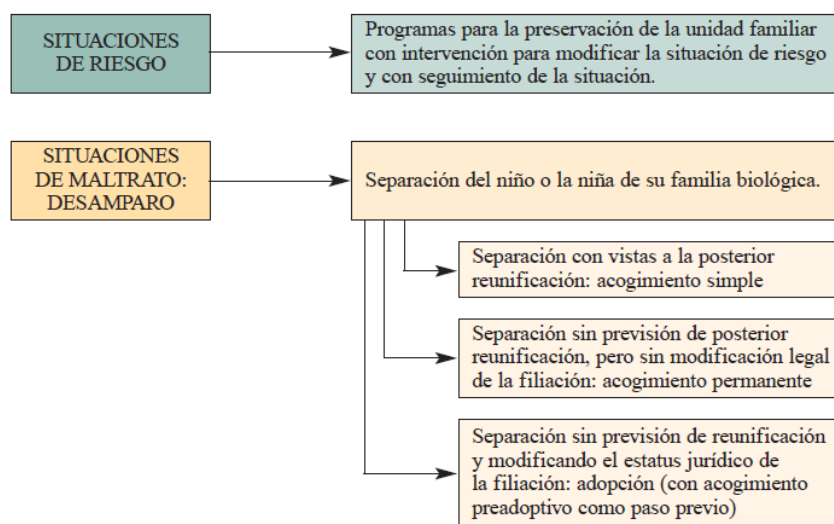 SITUACIONES
DE RIESGO
Programas para la preservación de la unidad familiar
con intervención para modificar la situación de riesgo
y con seguimiento de la situación.
SITUACIONES
DE MALTRATO:
DESAMPARO
Separación del niño o la niña de su familia biológica.
Separación con vistas a la posterior
reunificación: acogimiento simple
Separación sin previsión de posterior
reunificación, pero sin modificación legal
de la filiación: acogimiento permanente
Separación sin previsión de reunificación
y modificando el estatus jurídico de
la filiación: adopción (con acogimiento
preadoptivo como paso previo)